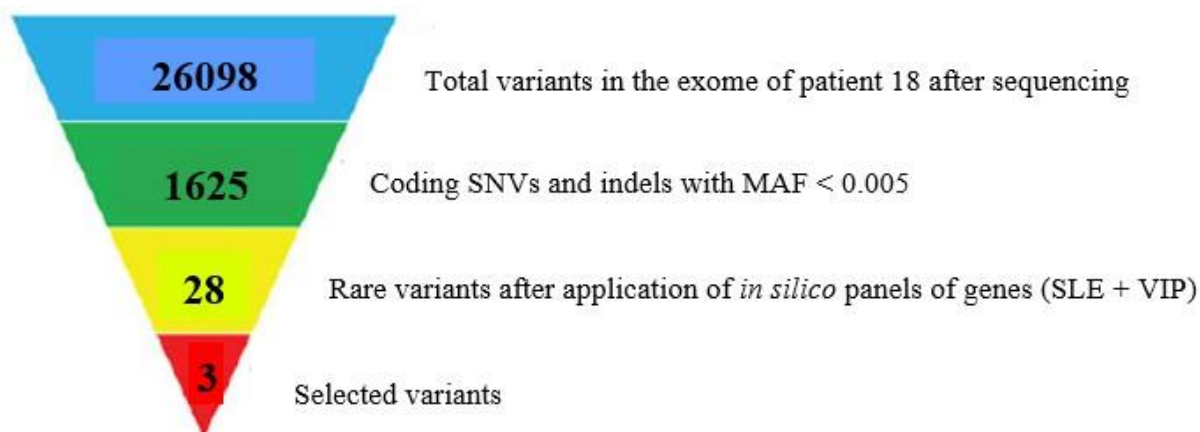 26098 Total variants in the exome of patient 18 after sequencing
1625 Coding SNVs and indels with MAF < 0.005
28 Rare variants after application of in silico panels of genes (SLE + VIP)
3 Selected variants